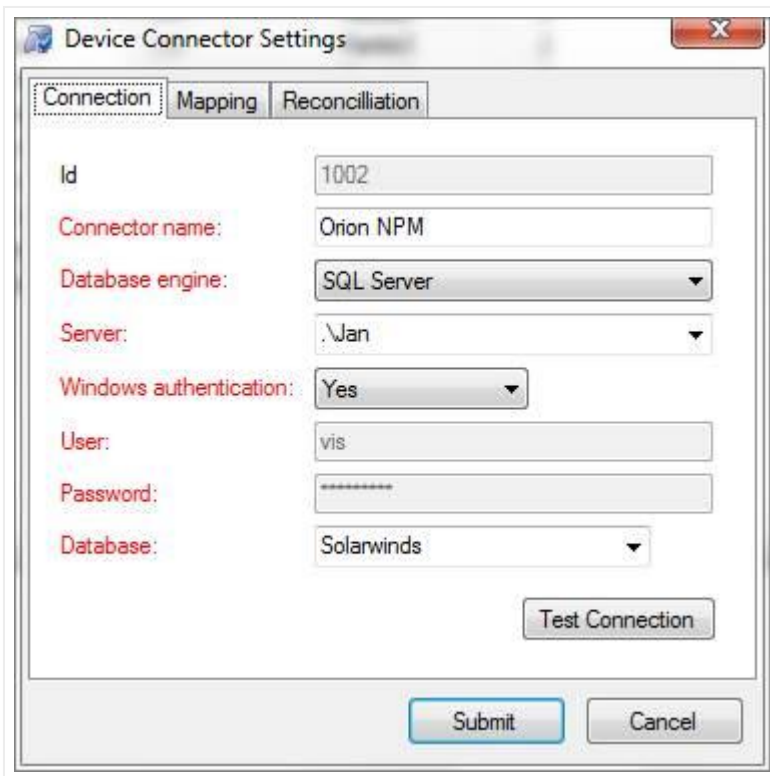 Device Connector Settings
Connection Mapping Reconcilliation
Id 1002
Connector name: Orion NPM
Database engine: SQL Server
Server: .\Jan
Windows authentication: Yes
User: vis
Password: *********
Database: Solarwinds
Test Connection
Submit Cancel